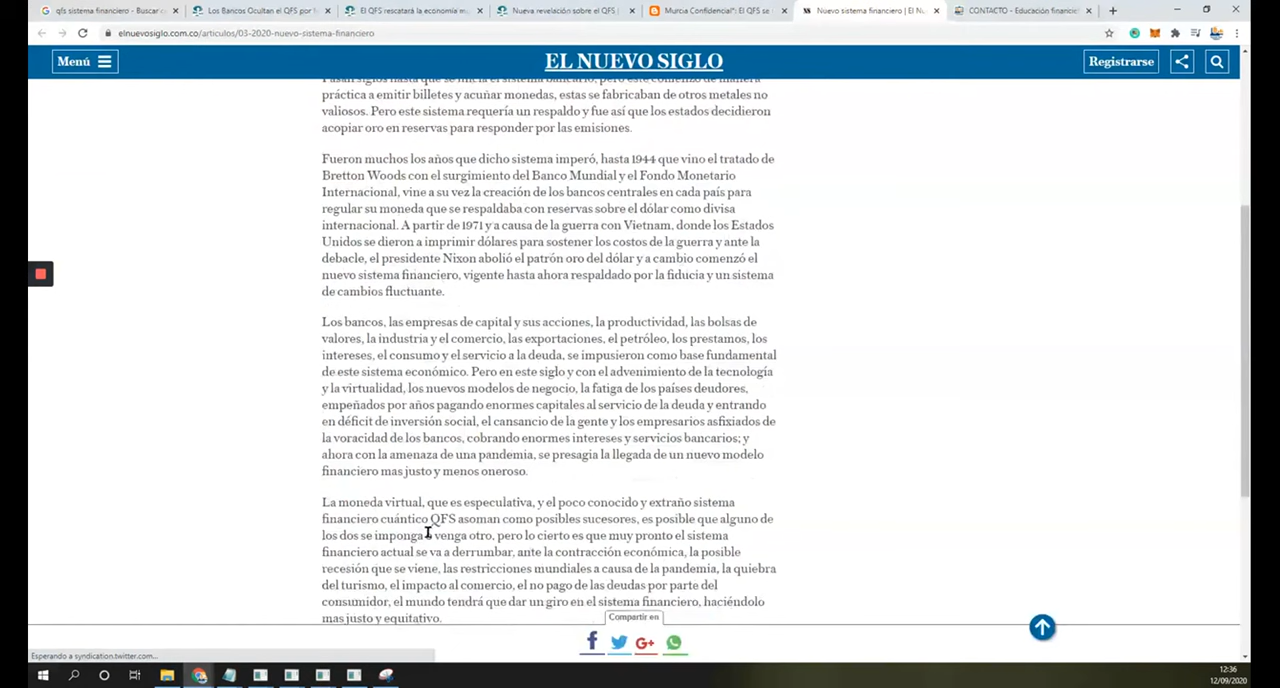 qfs sistema financiero - Buscar c
Los Bancos Ocultan el QFS por M
El QFS rescatará la economía m
Nueva revelación sobre el QFS |
Murcia Confidencial": El QFS se
Nuevo sistema financiero | El Nu
CONTACTO - Educación financie
elnuevosiglo.com.co/articulos/03-2020-nuevo-sistema-financiero
Menú
EL NUEVO SIGLO
Registrarse
Pasan siglos hasta que se inicia el sistema bancario, pero este comenzó de manera
práctica a emitir billetes y acuñar monedas, estas se fabricaban de otros metales no
valiosos. Pero este sistema requería un respaldo y fue así que los estados decidieron
acopiar oro en reservas para responder por las emisiones.
Fueron muchos los años que dicho sistema imperó, hasta 1944 que vino el tratado de
Bretton Woods con el surgimiento del Banco Mundial y el Fondo Monetario
Internacional, vine a su vez la creación de los bancos centrales en cada país para
regular su moneda que se respaldaba con reservas sobre el dólar como divisa
internacional. A partir de 1971 y a causa de la guerra con Vietnam, donde los Estados
Unidos se dieron a imprimir dólares para sostener los costos de la guerra y ante la
debacle, el presidente Nixon abolió el patrón oro del dólar y a cambio comenzó el
nuevo sistema financiero, vigente hasta ahora respaldado por la fiducia y un sistema
de cambios fluctuante.
Los bancos, las empresas de capital y sus acciones, la productividad, las bolsas de
valores, la industria y el comercio, las exportaciones, el petróleo, los prestamos, los
intereses, el consumo y el servicio a la deuda, se impusieron como base fundamental
de este sistema económico. Pero en este siglo y con el advenimiento de la tecnología
y la virtualidad, los nuevos modelos de negocio, la fatiga de los países deudores,
empeñados por años pagando enormes capitales al servicio de la deuda y entrando
en déficit de inversión social, el cansancio de la gente y los empresarios asfixiados de
la voracidad de los bancos, cobrando enormes intereses y servicios bancarios; y
ahora con la amenaza de una pandemia, se presagia la llegada de un nuevo modelo
financiero mas justo y menos oneroso.
La moneda virtual, que es especulativa, y el poco conocido y extraño sistema
financiero cuántico QFS asoman como posibles sucesores, es posible que alguno de
los dos se imponga o venga otro, pero lo cierto es que muy pronto el sistema
financiero actual se va a derrumbar, ante la contracción económica, la posible
recesión que se viene, las restricciones mundiales a causa de la pandemia, la quiebra
del turismo, el impacto al comercio, el no pago de las deudas por parte del
consumidor, el mundo tendrá que dar un giro en el sistema financiero, haciéndolo
mas justo y equitativo.
Compartir en
Esperando a syndication.twitter.com...
12:36
12/09/2020